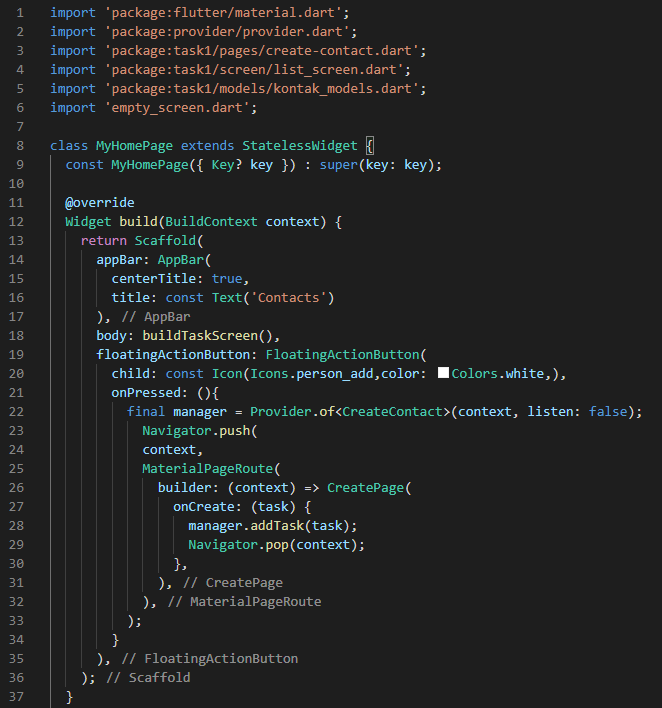 1 import 'package:flutter/material.dart';
2 import 'package:provider/provider.dart';
3 import 'package:task1/pages/create-contact.dart';
4 import 'package:task1/screen/list_screen.dart';
5 import 'package:task1/models/kontak_models.dart';
6 import 'empty_screen.dart';
7
8 class MyHomePage extends StatelessWidget {
9   const MyHomePage({ Key? key }) : super(key: key);
10
11   @override
12   Widget build(BuildContext context) {
13     return Scaffold(
14       appBar: AppBar(
15         centerTitle: true,
16         title: const Text('Contacts')
17       ), // AppBar
18       body: buildTaskScreen(),
19       floatingActionButton: FloatingActionButton(
20         child: const Icon(Icons.person_add,color: Colors.white,),
21         onPressed: (){
22           final manager = Provider.of<CreateContact>(context, listen: false);
23             Navigator.push(
24             context,
25             MaterialPageRoute(
26               builder: (context) => CreatePage(
27                 onCreate: (task) {
28                   manager.addTask(task);
29                   Navigator.pop(context);
30                 },
31               ), // CreatePage
32             ), // MaterialPageRoute
33           );
34         }
35       ), // FloatingActionButton
36     ); // Scaffold
37   }